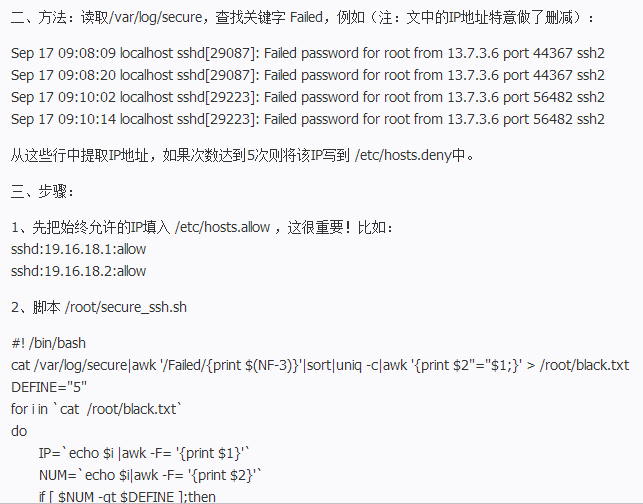 二、方法：读取/var/log/secure，查找关键字 Failed，例如（注：文中的IP地址特意做了删减）：
Sep 17 09:08:09 localhost sshd[29087]: Failed password for root from 13.7.3.6 port 44367 ssh2
Sep 17 09:08:20 localhost sshd[29087]: Failed password for root from 13.7.3.6 port 44367 ssh2
Sep 17 09:10:02 localhost sshd[29223]: Failed password for root from 13.7.3.6 port 56482 ssh2
Sep 17 09:10:14 localhost sshd[29223]: Failed password for root from 13.7.3.6 port 56482 ssh2
从这些行中提取IP地址，如果次数达到5次则将该IP写到 /etc/hosts.deny中。
三、步骤：
1、先把始终允许的IP填入 /etc/hosts.allow ，这很重要！比如：
sshd:19.16.18.1:allow
sshd:19.16.18.2:allow
2、脚本 /root/secure_ssh.sh
#! /bin/bash
cat /var/log/secure|awk '/Failed/{print $(NF-3)}'|sort|uniq -c|awk '{print $2"="$1;}' > /root/black.txt
DEFINE="5"
for i in `cat  /root/black.txt`
do
IP=`echo $i |awk -F= '{print $1}'`
NUM=`echo $i|awk -F= '{print $2}'`
if [ $NUM -gt $DEFINE ];then